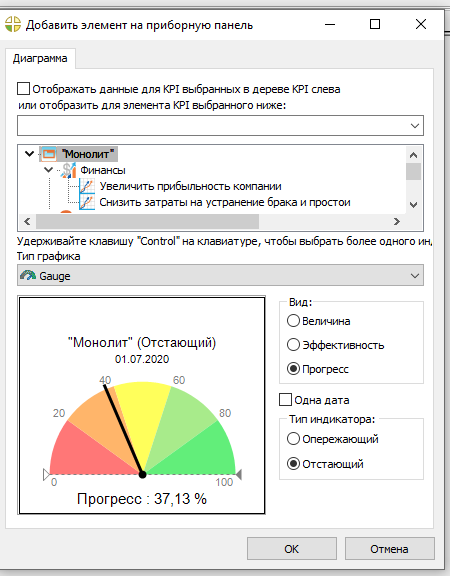 Добавить элемент на приборную панель
Диаграмма
Отображать данные для KPI выбранных в дереве KPI слева
или отобразить для элемента KPI выбранного ниже:
"Монолит"
Финансы
Увеличить прибыльность компании
Снизить затраты на устранение брака и простои
Удерживайте клавишу "Control" на клавиатуре, чтобы выбрать более одного ин
Тип графика
Gauge
"Монолит" (Отстающий)
01.07.2020
40 60
20 80
0 100
Прогресс : 37,13 %
Вид:
Величина
Эффективность
Прогресс
Одна дата
Тип индикатора:
Опережающий
Отстающий
OK Отмена